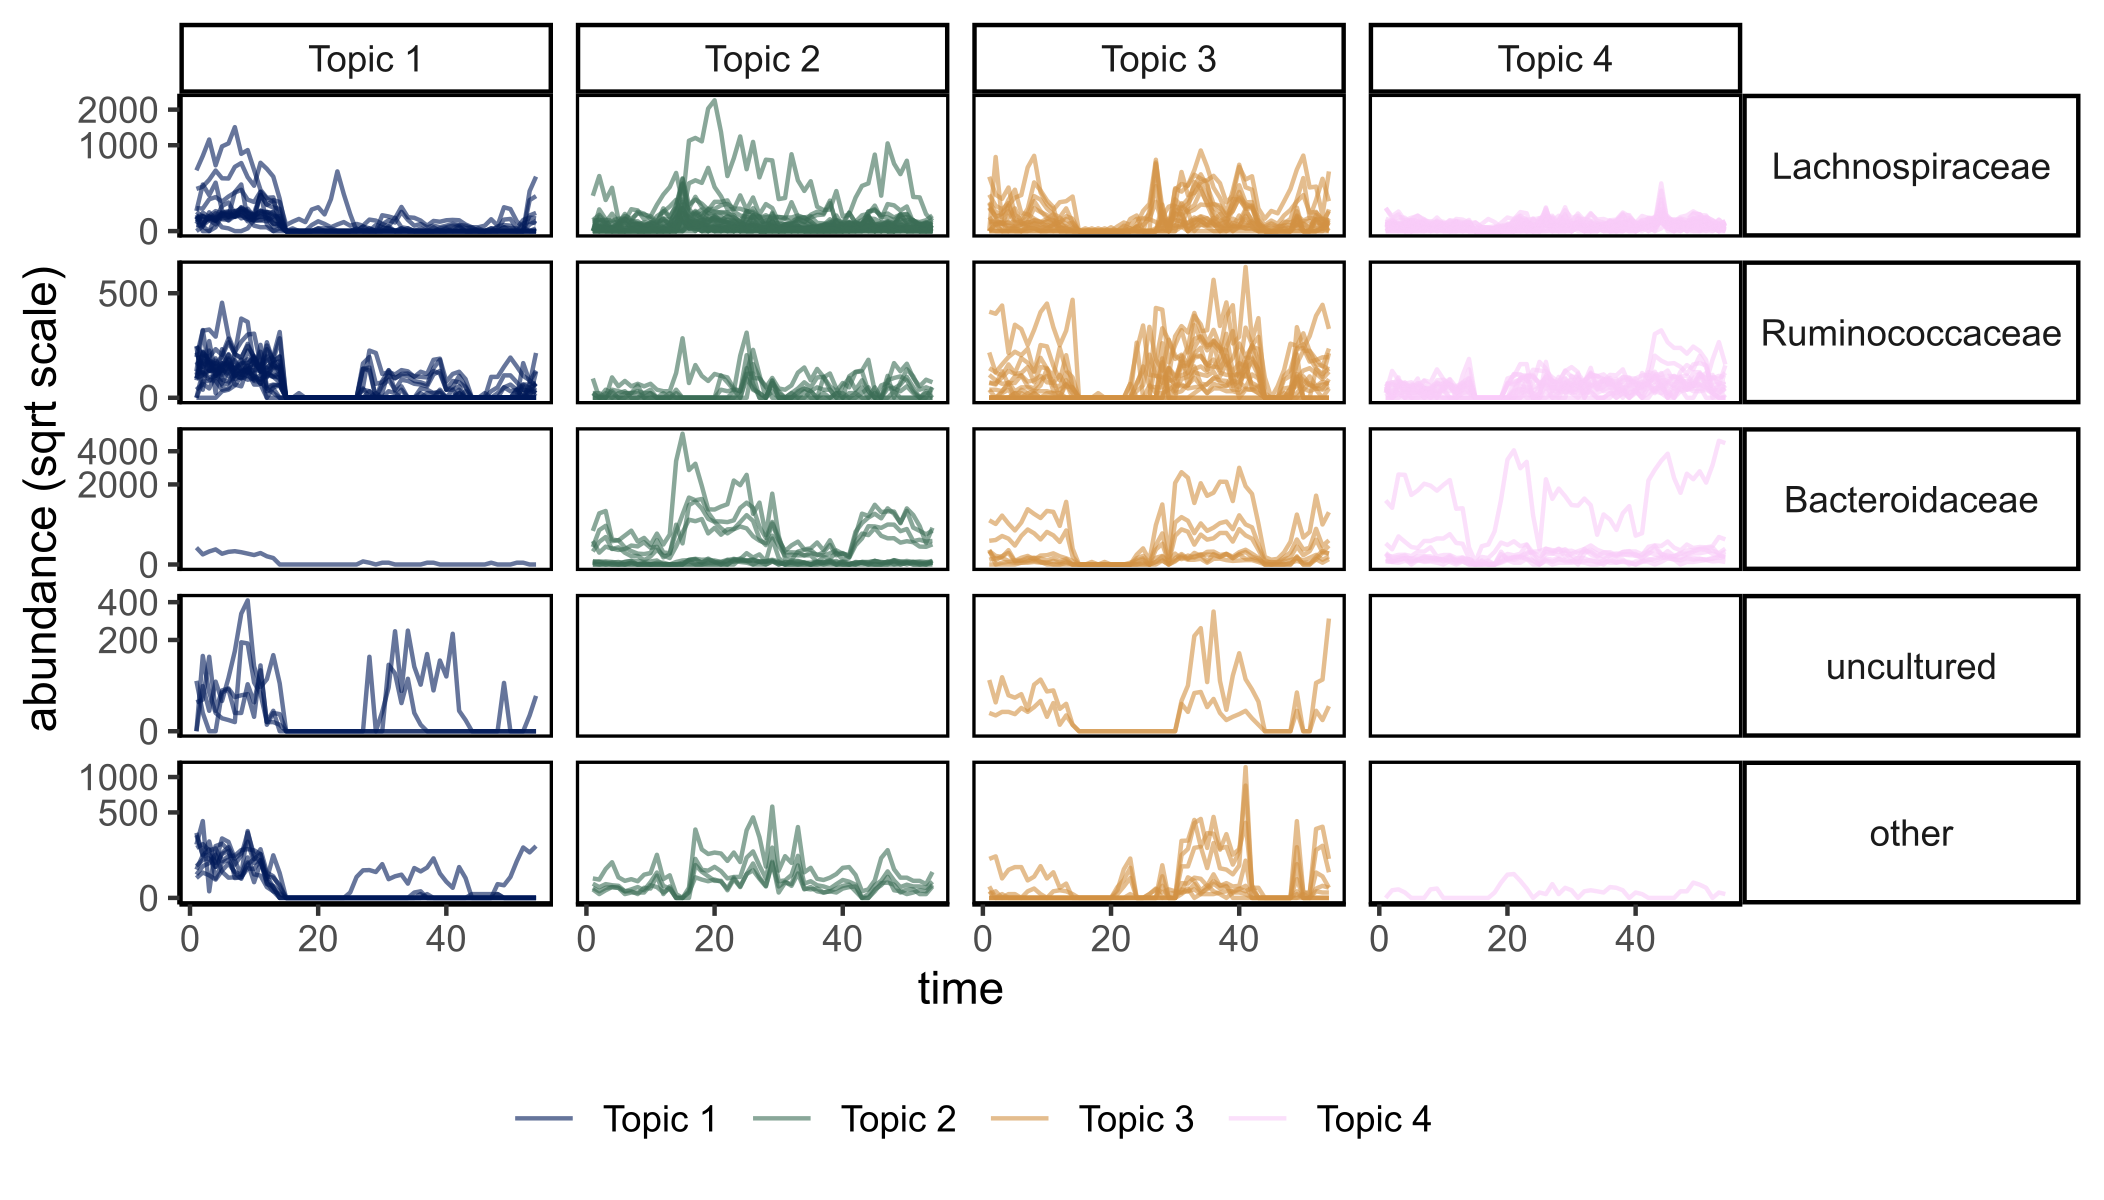 Topic 1 Topic 2 Topic 3 Topic 4
2000
1000
0
Lachnospiraceae
500
0
Ruminococcaceae
4000
2000
0
Bacteroidaceae
400
200
0
uncultured
1000
500
0
other
abundance (sqrt scale)
0 20 40 0 20 40 0 20 40 0 20 40
time
Topic 1 Topic 2 Topic 3 Topic 4